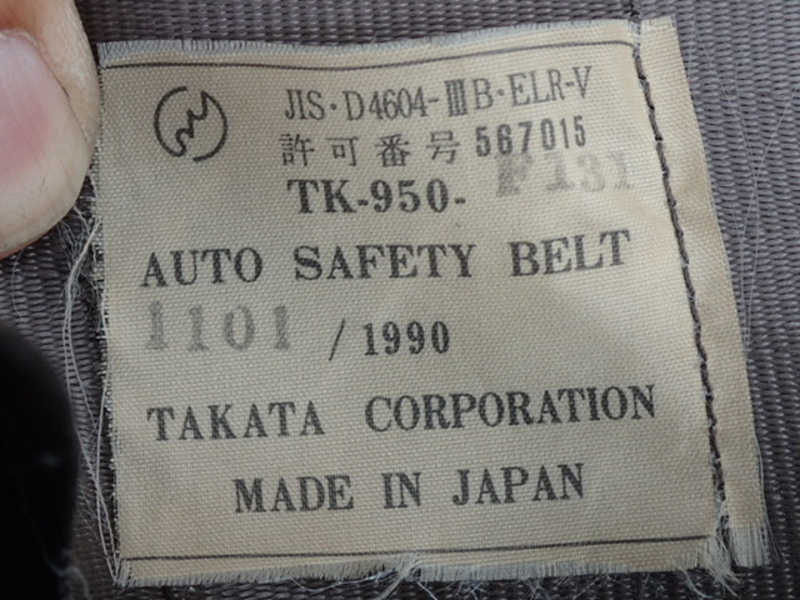 JIS・D4604-ⅢB・ELR-V
許可番号 567015
TK-950- F131
AUTO SAFETY BELT
1101 / 1990
TAKATA CORPORATION
MADE IN JAPAN